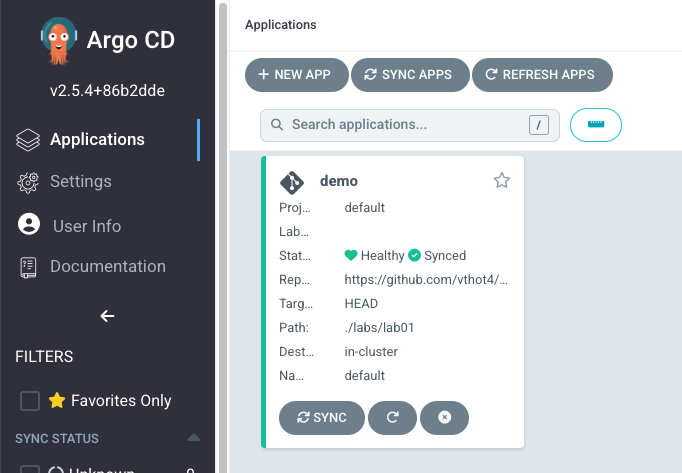 Argo CD
v2.5.4+86b2dde
Applications
Settings
User Info
Documentation
FILTERS
Favorites Only
SYNC STATUS
Unknown 0
Applications
NEW APP
SYNC APPS
REFRESH APPS
Search applications...
/
demo
Proj... default
Lab...
Stat... Healthy Synced
Rep... https://github.com/vthot4/...
Targ... HEAD
Path: ./labs/lab01
Dest... in-cluster
Na... default
SYNC